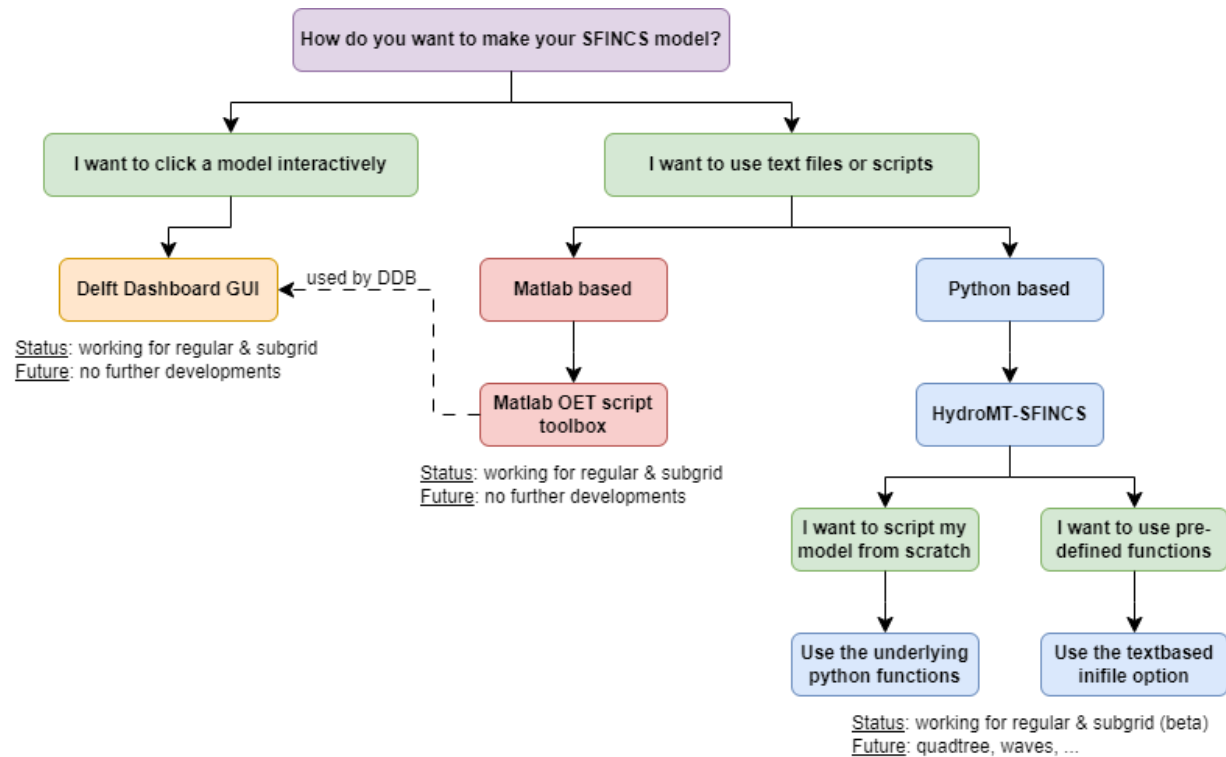 How do you want to make your SFINCS model?
I want to click a model interactively
I want to use text files or scripts
Delft Dashboard GUI
used by DDB
Matlab based
Python based
Status: working for regular & subgrid
Future: no further developments
Matlab OET script
toolbox
HydroMT-SFINCS
Status: working for regular & subgrid
Future: no further developments
I want to script my
model from scratch
I want to use pre-
defined functions
Use the underlying
python functions
Use the textbased
inifile option
Status: working for regular & subgrid (beta)
Future: quadtree, waves, ...